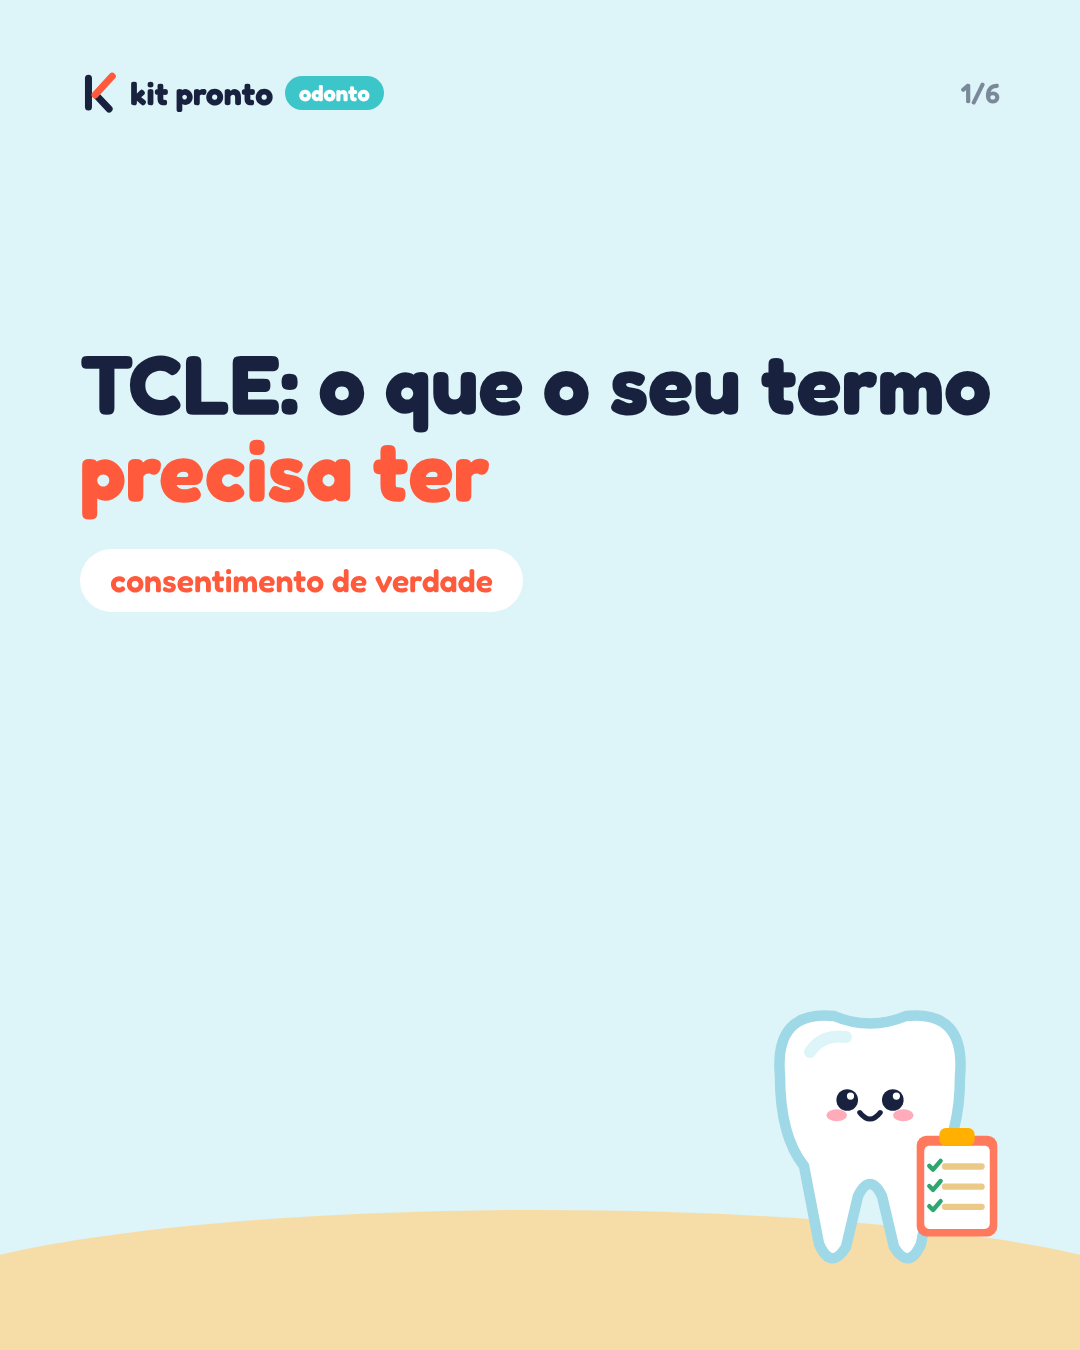 kit pronto odonto
1/6
TCLE: o que o seu termo
precisa ter
consentimento de verdade